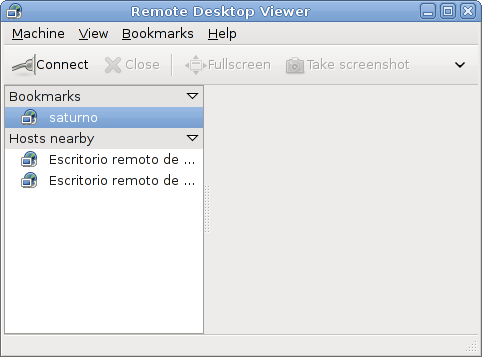 Remote Desktop Viewer
Machine View Bookmarks Help
Connect Close Fullscreen Take screenshot
Bookmarks
saturno
Hosts nearby
Escritorio remoto de ...
Escritorio remoto de ...